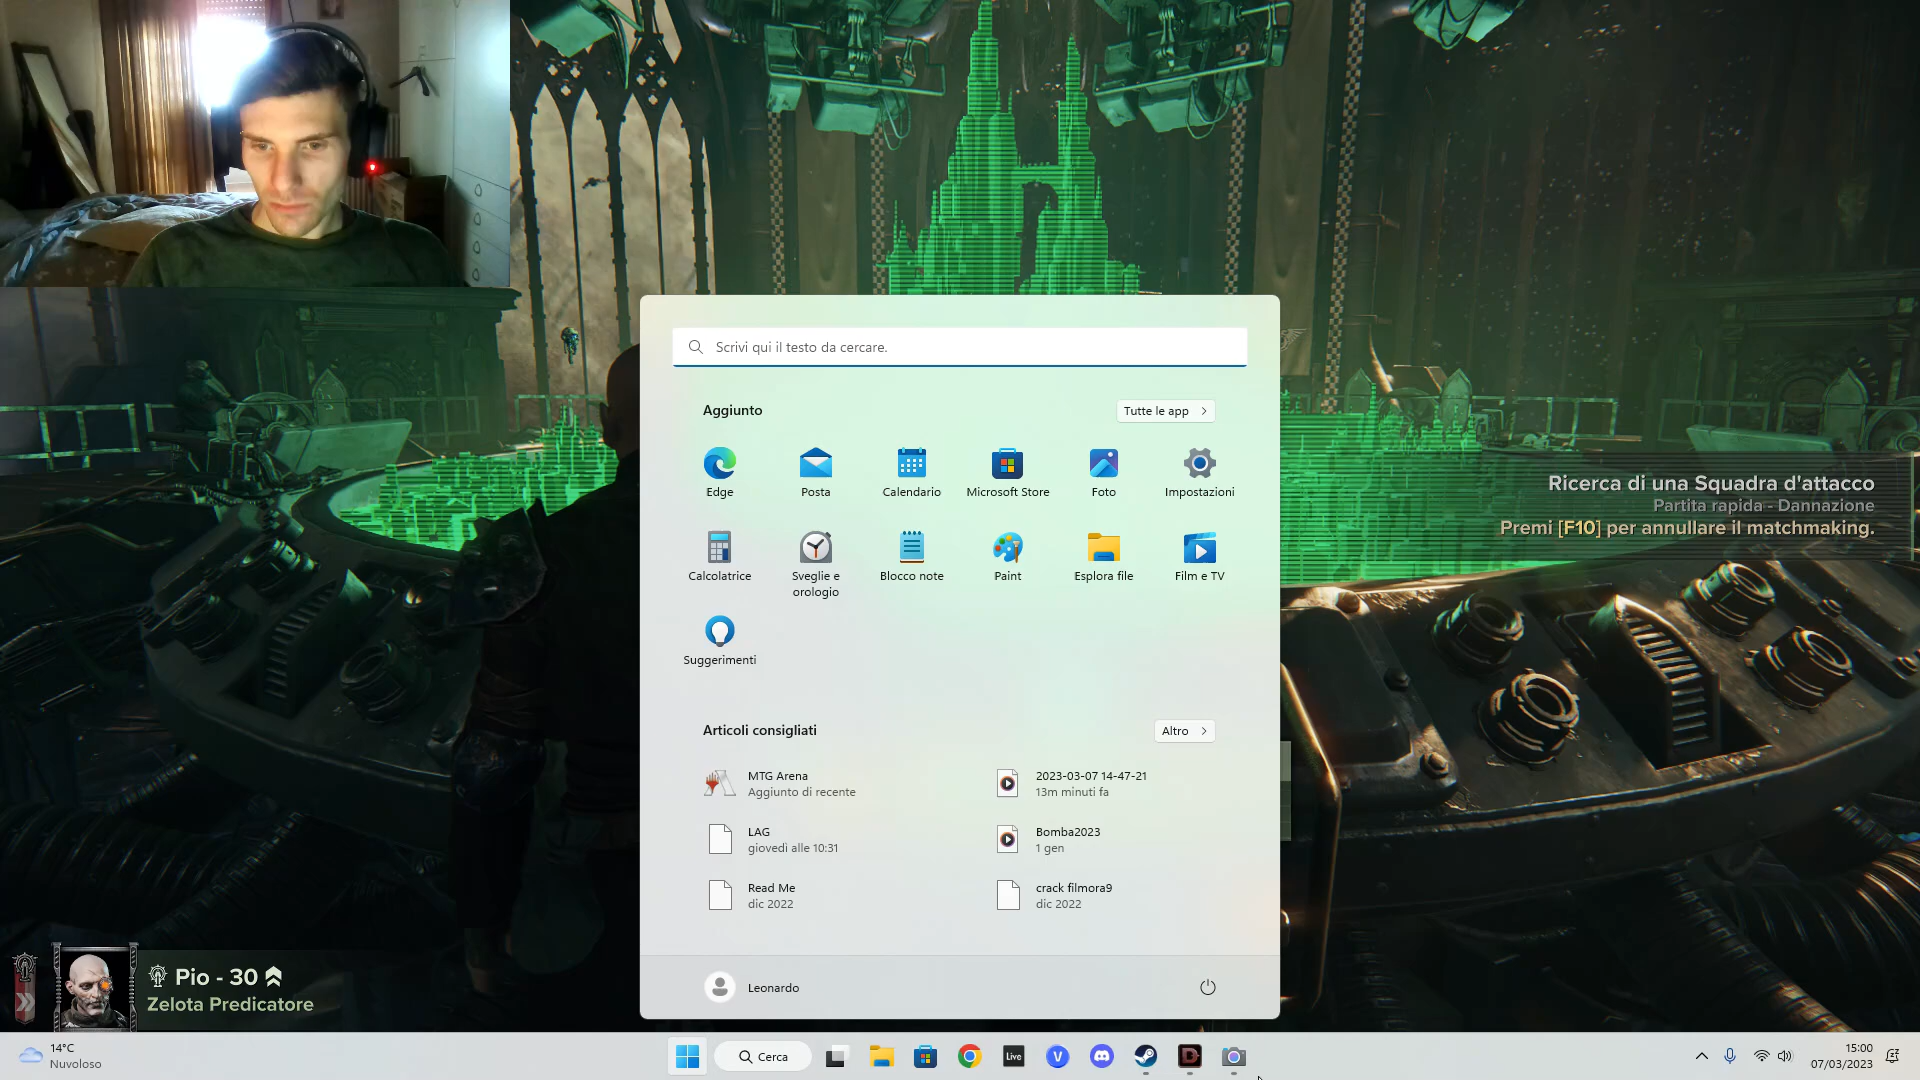 Scrivi qui il testo da cercare.
Aggiunto
Tutte le app
Edge
Posta
Calendario
Microsoft Store
Foto
Impostazioni
Calcolatrice
Sveglie e
orologio
Blocco note
Paint
Esplora file
Film e TV
Suggerimenti
Articoli consigliati
Altro
MTG Arena
Aggiunto di recente
2023-03-07 14-47-21
13m minuti fa
LAG
giovedì alle 10:31
Bomba2023
1 gen
Read Me
dic 2022
crack filmora9
dic 2022
Leonardo
Ricerca di una Squadra d'attacco
Partita rapida - Dannazione
Premi [F10] per annullare il matchmaking.
Pio - 30
Zelota Predicatore
14°C
Nuvoloso
Cerca
Live
V
D
15:00
07/03/2023